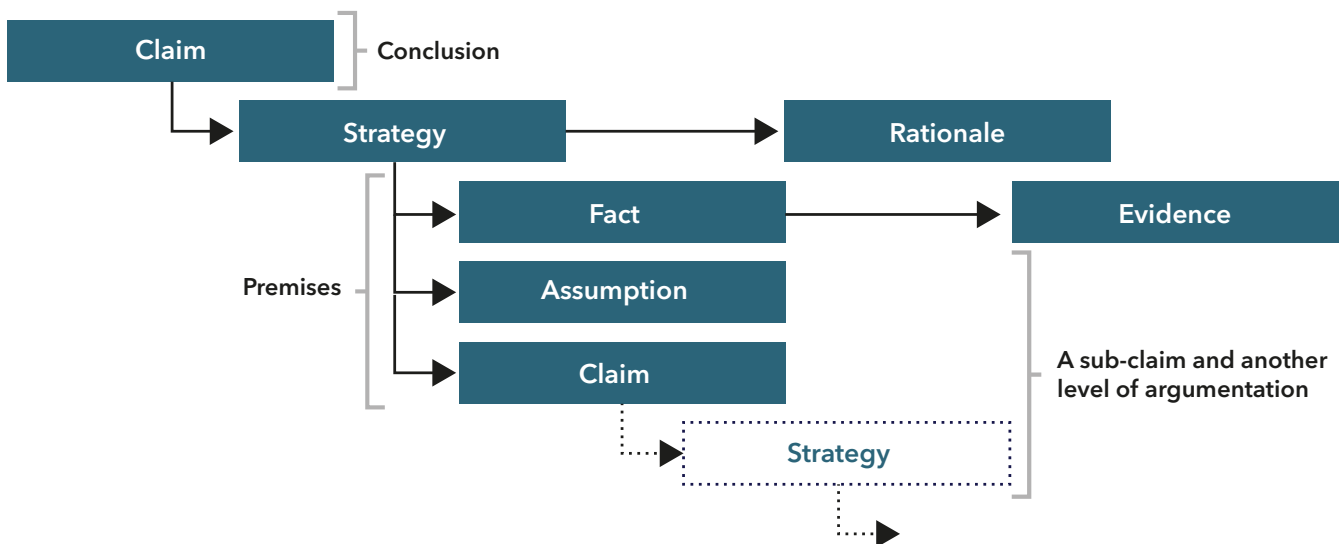 Claim
Conclusion
Strategy
Rationale
Fact
Evidence
Premises
Assumption
Claim
A sub-claim and another
level of argumentation
Strategy